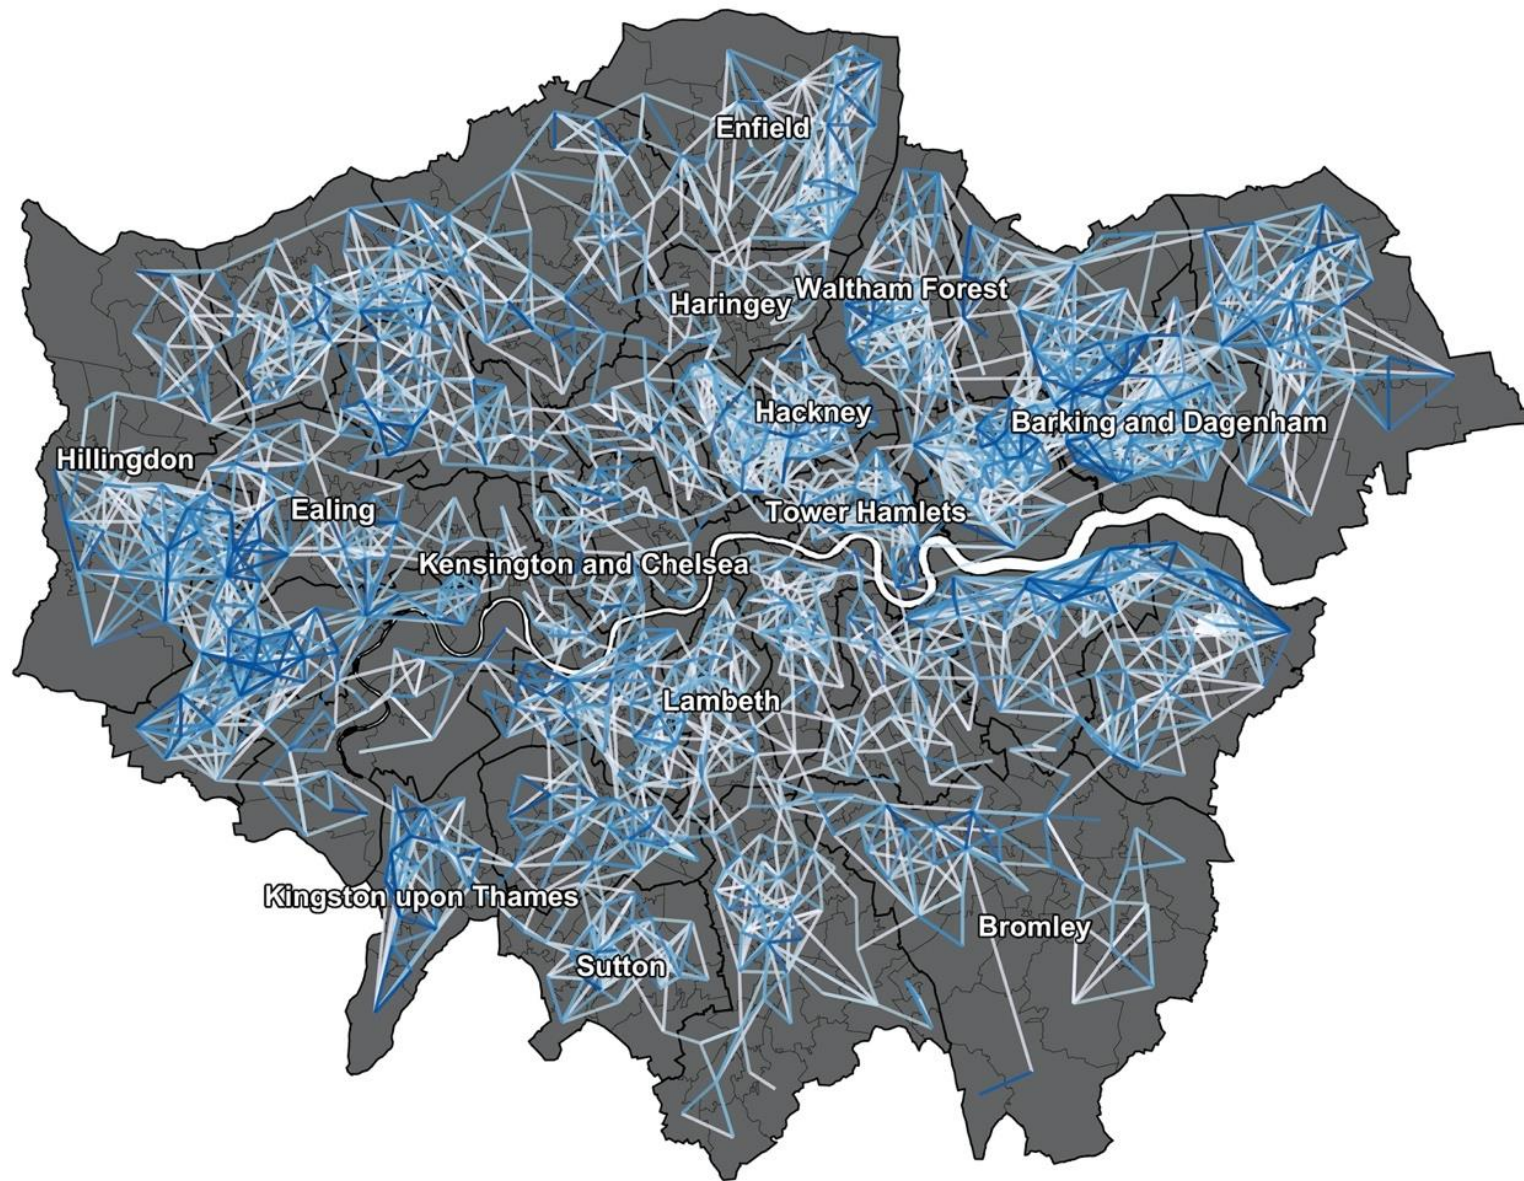 Enfield
Waltham Forest
Haringey
Hackney
Barking and Dagenham
Hillingdon
Ealing
Tower Hamlets
Kensington and Chelsea
Lambeth
Kingston upon Thames
Bromley
Sutton